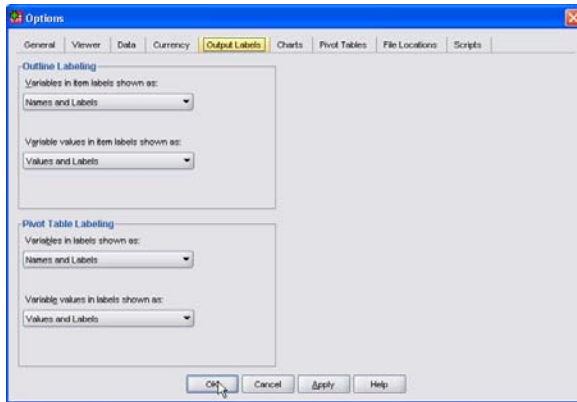 Options
General Viewer Data Currency Output Labels Charts Pivot Tables File Locations Scripts
Outline Labeling
Variables in item labels shown as:
Names and Labels
Variable values in item labels shown as:
Values and Labels
Pivot Table Labeling
Variables in labels shown as:
Names and Labels
Variable values in labels shown as:
Values and Labels
OK Cancel Apply Help